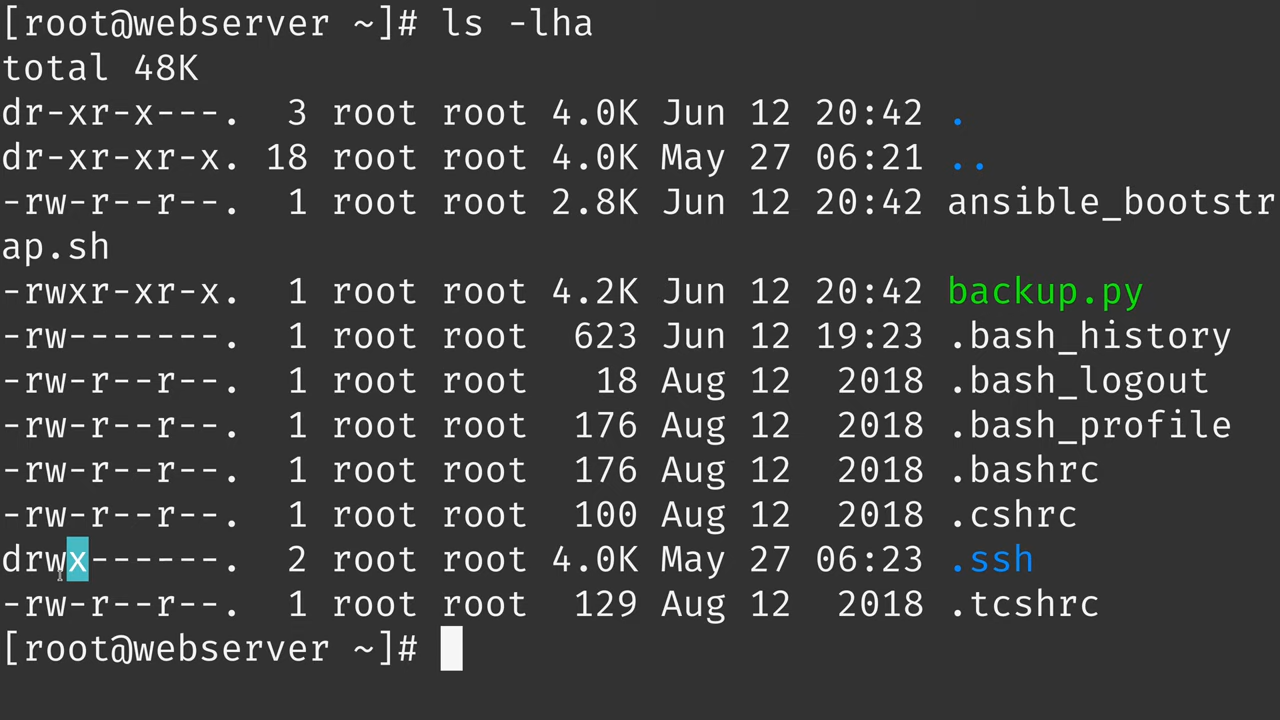 [root@webserver ~]# ls -lha
total 48K
dr-xr-x---.  3 root root 4.0K Jun 12 20:42 .
dr-xr-xr-x. 18 root root 4.0K May 27 06:21 ..
-rw-r--r--.  1 root root 2.8K Jun 12 20:42 ansible_bootstr
ap.sh
-rwxr-xr-x.  1 root root 4.2K Jun 12 20:42 backup.py
-rw-------.  1 root root  623 Jun 12 19:23 .bash_history
-rw-r--r--.  1 root root   18 Aug 12  2018 .bash_logout
-rw-r--r--.  1 root root  176 Aug 12  2018 .bash_profile
-rw-r--r--.  1 root root  176 Aug 12  2018 .bashrc
-rw-r--r--.  1 root root  100 Aug 12  2018 .cshrc
drwx------.  2 root root 4.0K May 27 06:23 .ssh
-rw-r--r--.  1 root root  129 Aug 12  2018 .tcshrc
[root@webserver ~]#